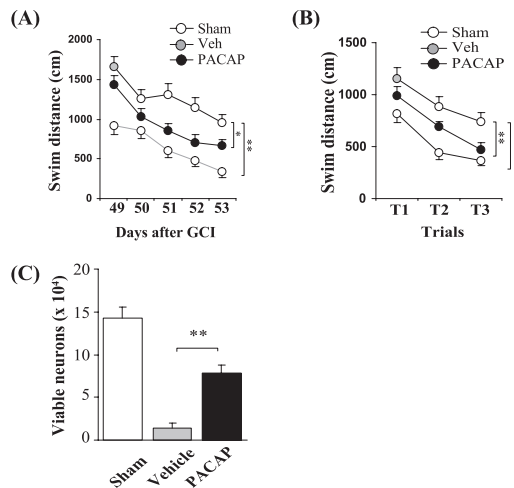 (A)
Sham
Veh
PACAP
Swim distance (cm)
2000
1500
1000
500
0
49 50 51 52 53
Days after GCI
*
**
(B)
Sham
Veh
PACAP
Swim distance (cm)
1500
1000
500
0
T1 T2 T3
Trials
**
(C)
Viable neurons (x 10⁴)
20
15
10
5
0
**
Sham
Vehicle
PACAP